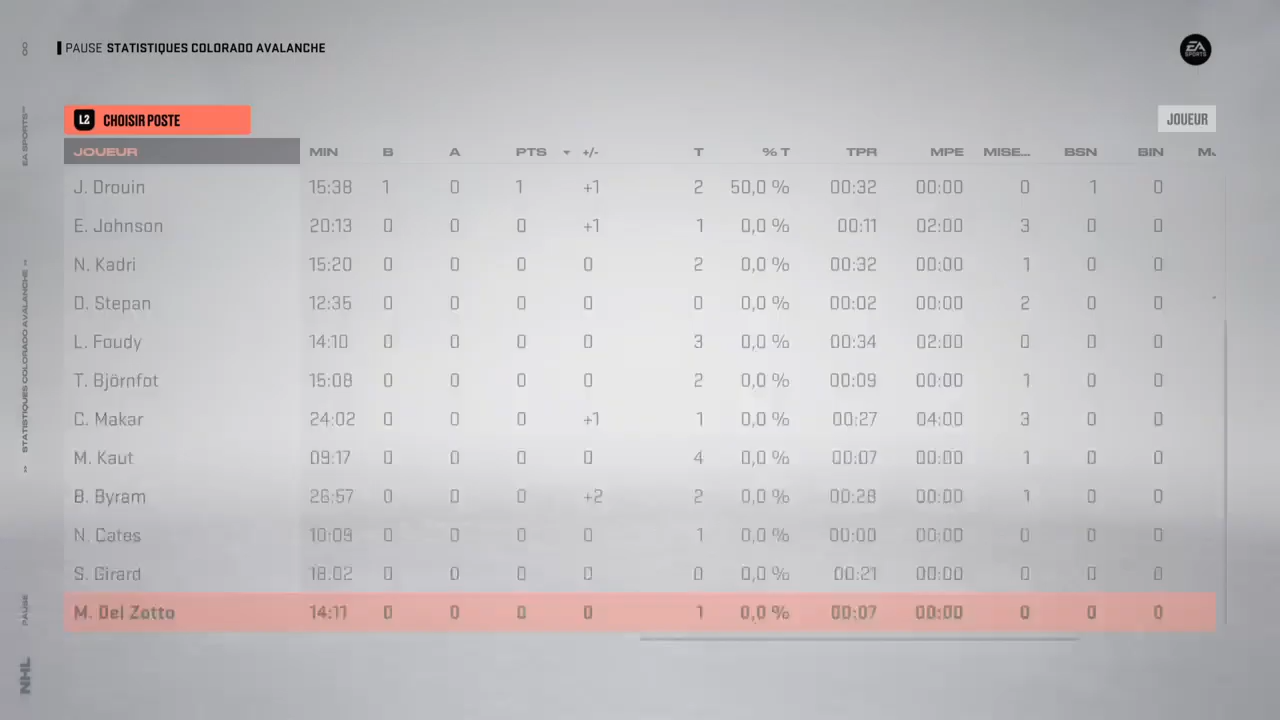 PAUSE STATISTIQUES COLORADO AVALANCHE
EA SPORTS
L2 CHOISIR POSTE
JOUEUR
JOUEUR MIN B A PTS +/- T % T TPR MPE MISE... BSN BIN
J. Drouin 15:38 1 0 1 +1 2 50,0 % 00:32 00:00 0 1 0
E. Johnson 20:13 0 0 0 +1 1 0,0 % 00:11 02:00 3 0 0
N. Kadri 15:20 0 0 0 0 2 0,0 % 00:32 00:00 1 0 0
D. Stepan 12:35 0 0 0 0 0 0,0 % 00:02 00:00 2 0 0
L. Foudy 14:10 0 0 0 0 3 0,0 % 00:34 02:00 0 0 0
T. Björnfot 15:08 0 0 0 0 2 0,0 % 00:09 00:00 1 0 0
C. Makar 24:02 0 0 0 +1 1 0,0 % 00:27 04:00 3 0 0
M. Kaut 09:17 0 0 0 0 4 0,0 % 00:07 00:00 1 0 0
B. Byram 26:57 0 0 0 +2 2 0,0 % 00:28 00:00 1 0 0
N. Cates 10:09 0 0 0 0 1 0,0 % 00:00 00:00 0 0 0
S. Girard 18:02 0 0 0 0 0 0,0 % 00:21 00:00 0 0 0
M. Del Zotto 14:11 0 0 0 0 1 0,0 % 00:07 00:00 0 0 0
NHL
PAUSE
» STATISTIQUES COLORADO AVALANCHE »
EA SPORTS™